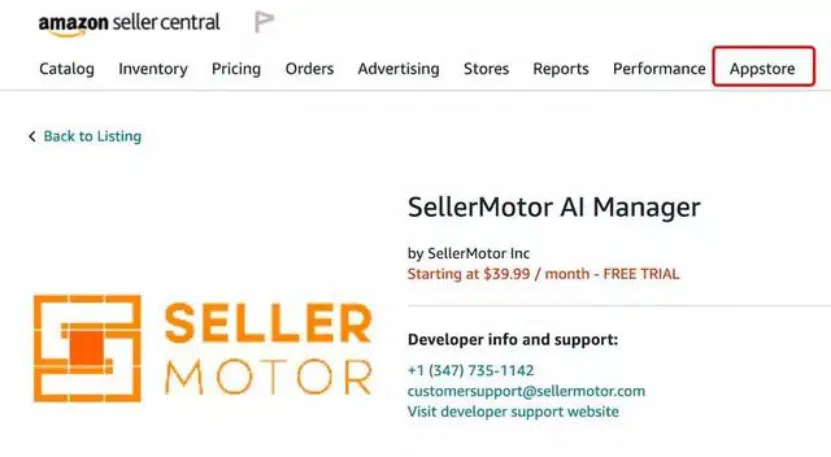 amazon seller central
Catalog Inventory Pricing Orders Advertising Stores Reports Performance Appstore
Back to Listing
SellerMotor AI Manager
by SellerMotor Inc
Starting at $39.99 / month - FREE TRIAL
SELLER
MOTOR
Developer info and support:
+1 (347) 735-1142
customersupport@sellermotor.com
Visit developer support website